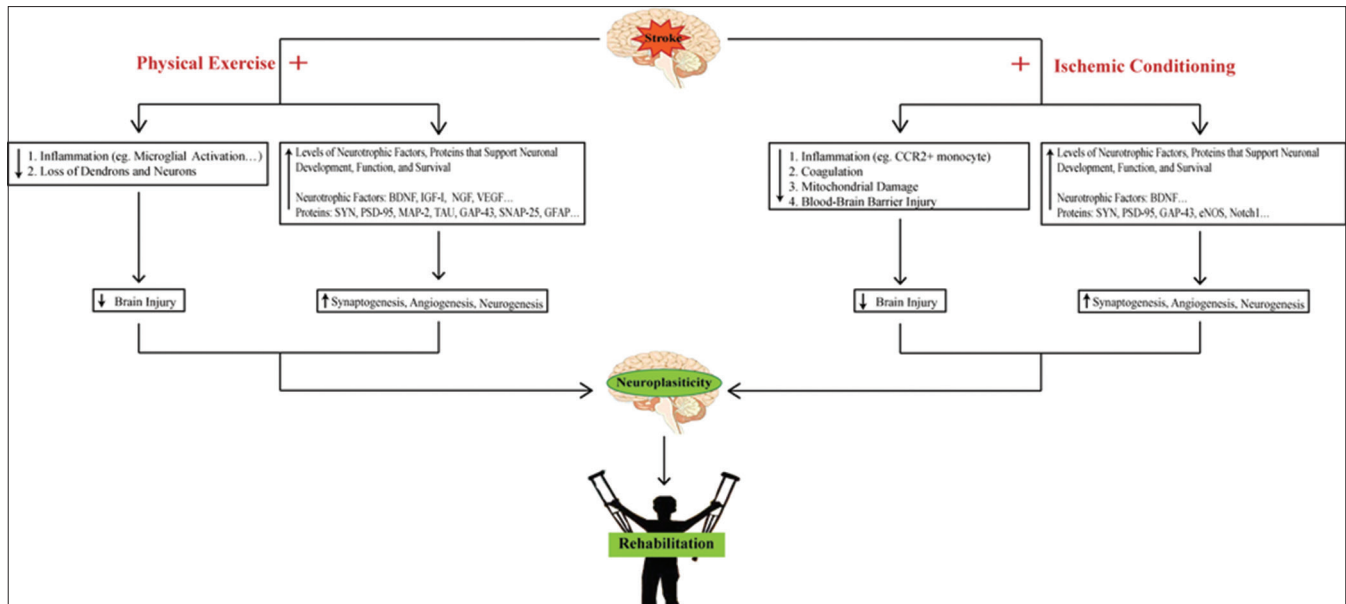 Stroke
Physical Exercise +
+ Ischemic Conditioning
↓ 1. Inflammation (eg. Microglial Activation…)
2. Loss of Dendrons and Neurons
↑ Levels of Neurotrophic Factors, Proteins that Support Neuronal
Development, Function, and Survival
Neurotrophic Factors: BDNF, IGF-I, NGF, VEGF…
Proteins: SYN, PSD-95, MAP-2, TAU, GAP-43, SNAP-25, GFAP…
↓ 1. Inflammation (eg. CCR2+ monocyte)
2. Coagulation
3. Mitochondrial Damage
4. Blood-Brain Barrier Injury
↑ Levels of Neurotrophic Factors, Proteins that Support Neuronal
Development, Function, and Survival
Neurotrophic Factors: BDNF…
Proteins: SYN, PSD-95, GAP-43, eNOS, Notch1…
↓ Brain Injury
↑ Synaptogenesis, Angiogenesis, Neurogenesis
↓ Brain Injury
↑ Synaptogenesis, Angiogenesis, Neurogenesis
Neuroplasiticity
Rehabilitation